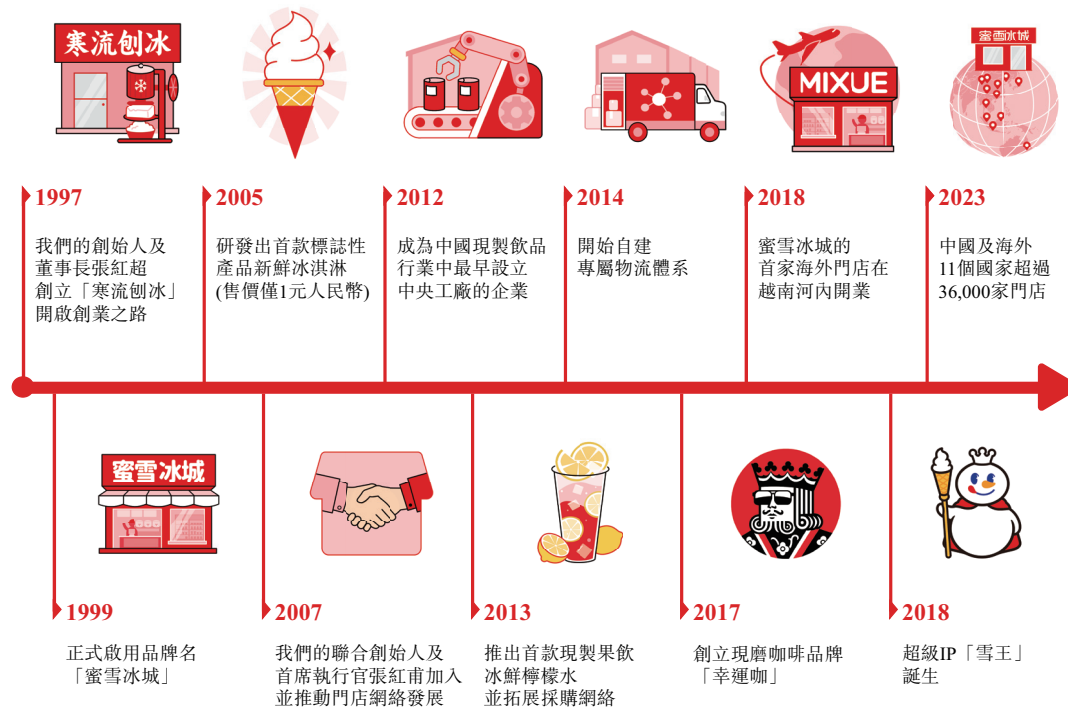 寒流刨冰
MIXUE
蜜雪冰城
1997
我們的創始人及
董事長張紅超
創立「寒流刨冰」
開啟創業之路
2005
研發出首款標誌性
產品新鮮冰淇淋
(售價僅1元人民幣)
2012
成為中國現製飲品
行業中最早設立
中央工廠的企業
2014
開始自建
專屬物流體系
2018
蜜雪冰城的
首家海外門店在
越南河內開業
2023
中國及海外
11個國家超過
36,000家門店
蜜雪冰城
1999
正式啟用品牌名
「蜜雪冰城」
2007
我們的聯合創始人及
首席執行官張紅甫加入
並推動門店網絡發展
2013
推出首款現製果飲
冰鮮檸檬水
並拓展採購網絡
2017
創立現磨咖啡品牌
「幸運咖」
2018
超級IP「雪王」
誕生